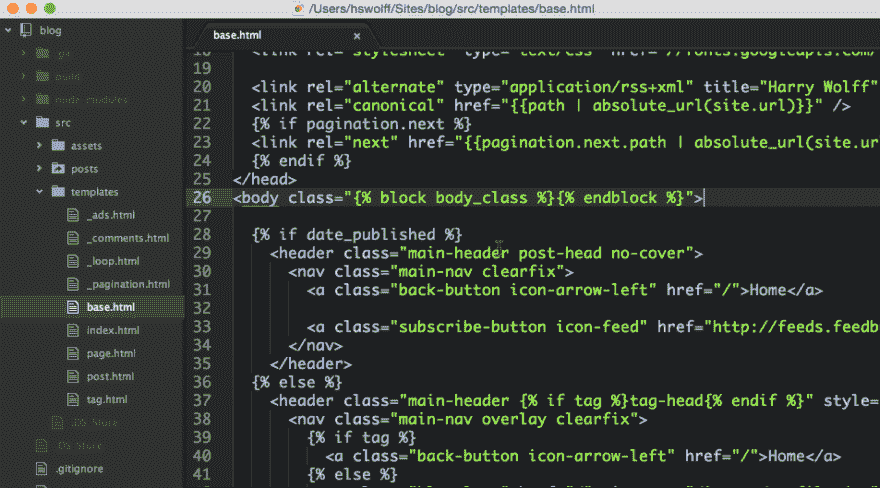 /Users/hswolff/Sites/blog/src/templates/base.html
blog
.git
build
node_modules
src
assets
posts
templates
_ads.html
_comments.html
_loop.html
_pagination.html
base.html
index.html
page.html
post.html
tag.html
.DS_Store
.DS_Store
.gitignore
base.html
18 <link rel="stylesheet" type="text/css" href="//fonts.googleapis.com/
19
20 <link rel="alternate" type="application/rss+xml" title="Harry Wolff"
21 <link rel="canonical" href="{{path | absolute_url(site.url)}}" />
22 {% if pagination.next %}
23 <link rel="next" href="{{pagination.next.path | absolute_url(site.ur
24 {% endif %}
25 </head>
26 <body class="{% block body_class %}{% endblock %}">
27
28 {% if date_published %}
29 <header class="main-header post-head no-cover">
30 <nav class="main-nav clearfix">
31 <a class="back-button icon-arrow-left" href="/">Home</a>
32
33 <a class="subscribe-button icon-feed" href="http://feeds.feedb
34 </nav>
35 </header>
36 {% else %}
37 <header class="main-header {% if tag %}tag-head{% endif %}" style=
38 <nav class="main-nav overlay clearfix">
39 {% if tag %}
40 <a class="back-button icon-arrow-left" href="/">Home</a>
41 {% else %}